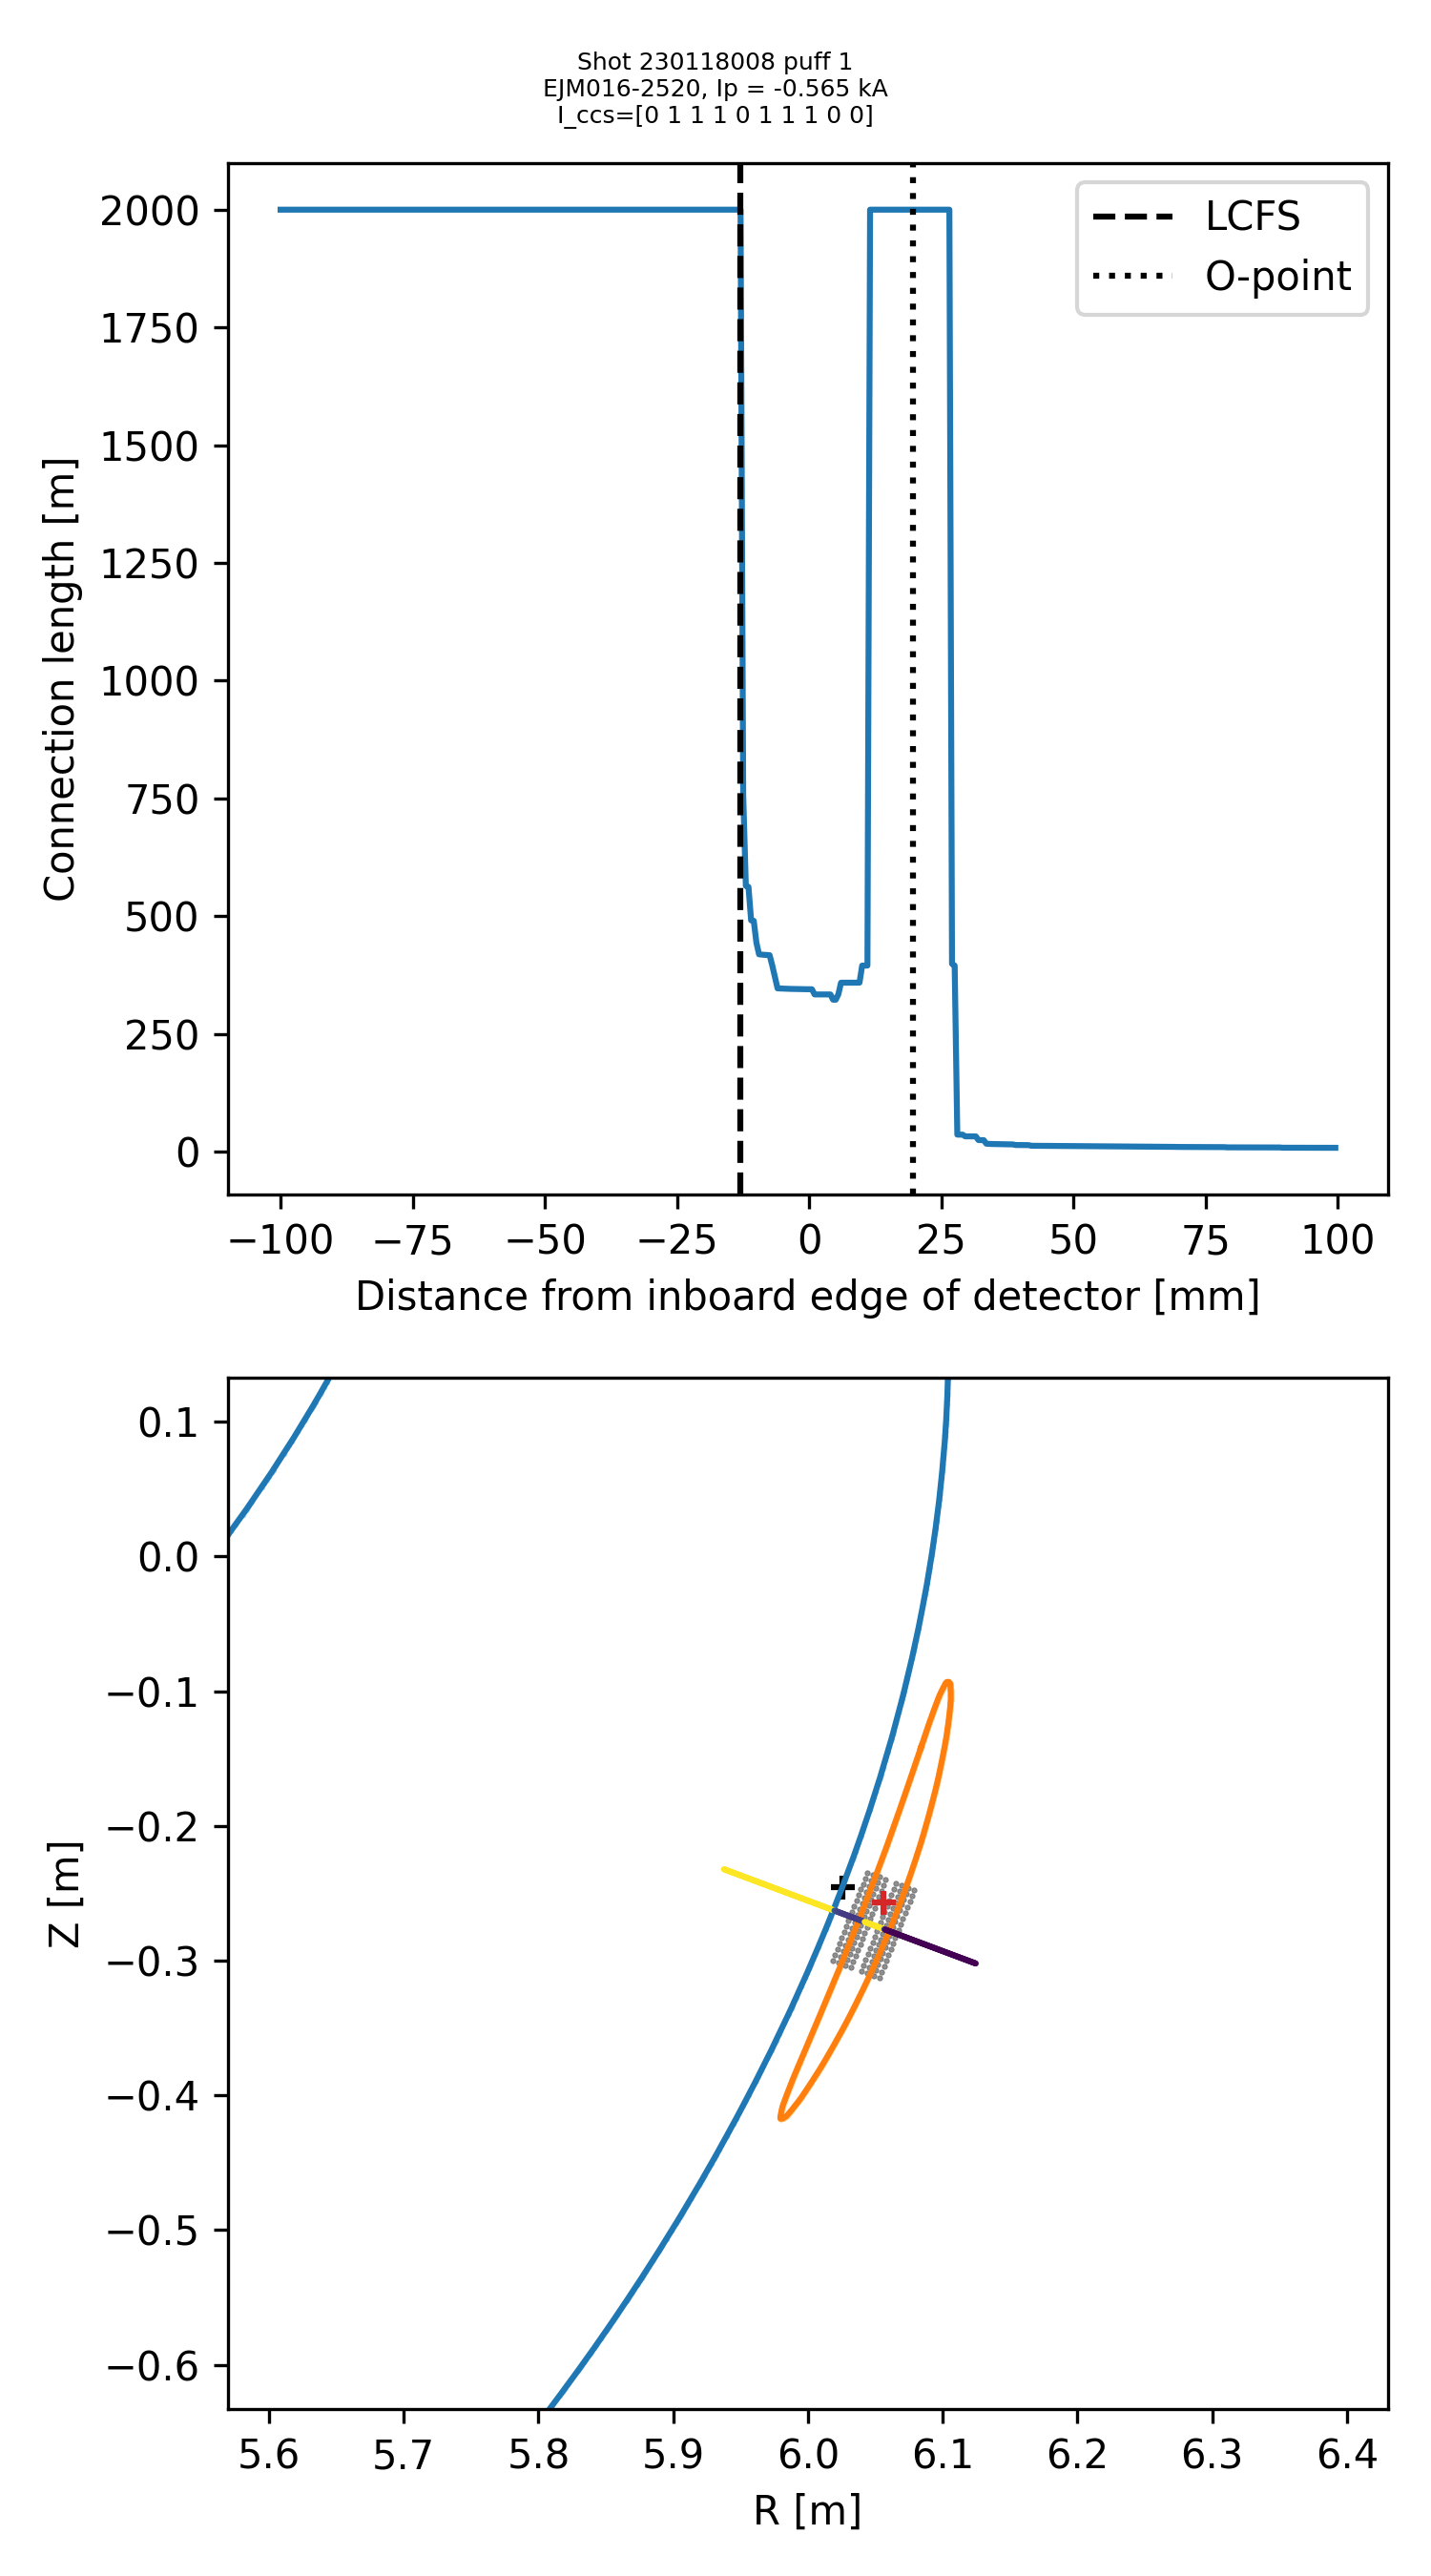 Shot 230118008 puff 1
EJM016-2520, Ip = -0.565 kA
I_ccs=[0 1 1 1 0 1 1 1 0 0]
2000
1750
1500
1250
1000
750
500
250
0
Connection length [m]
LCFS
O-point
−100 −75 −50 −25 0 25 50 75 100
Distance from inboard edge of detector [mm]
0.1
0.0
−0.1
−0.2
−0.3
−0.4
−0.5
−0.6
Z [m]
5.6 5.7 5.8 5.9 6.0 6.1 6.2 6.3 6.4
R [m]